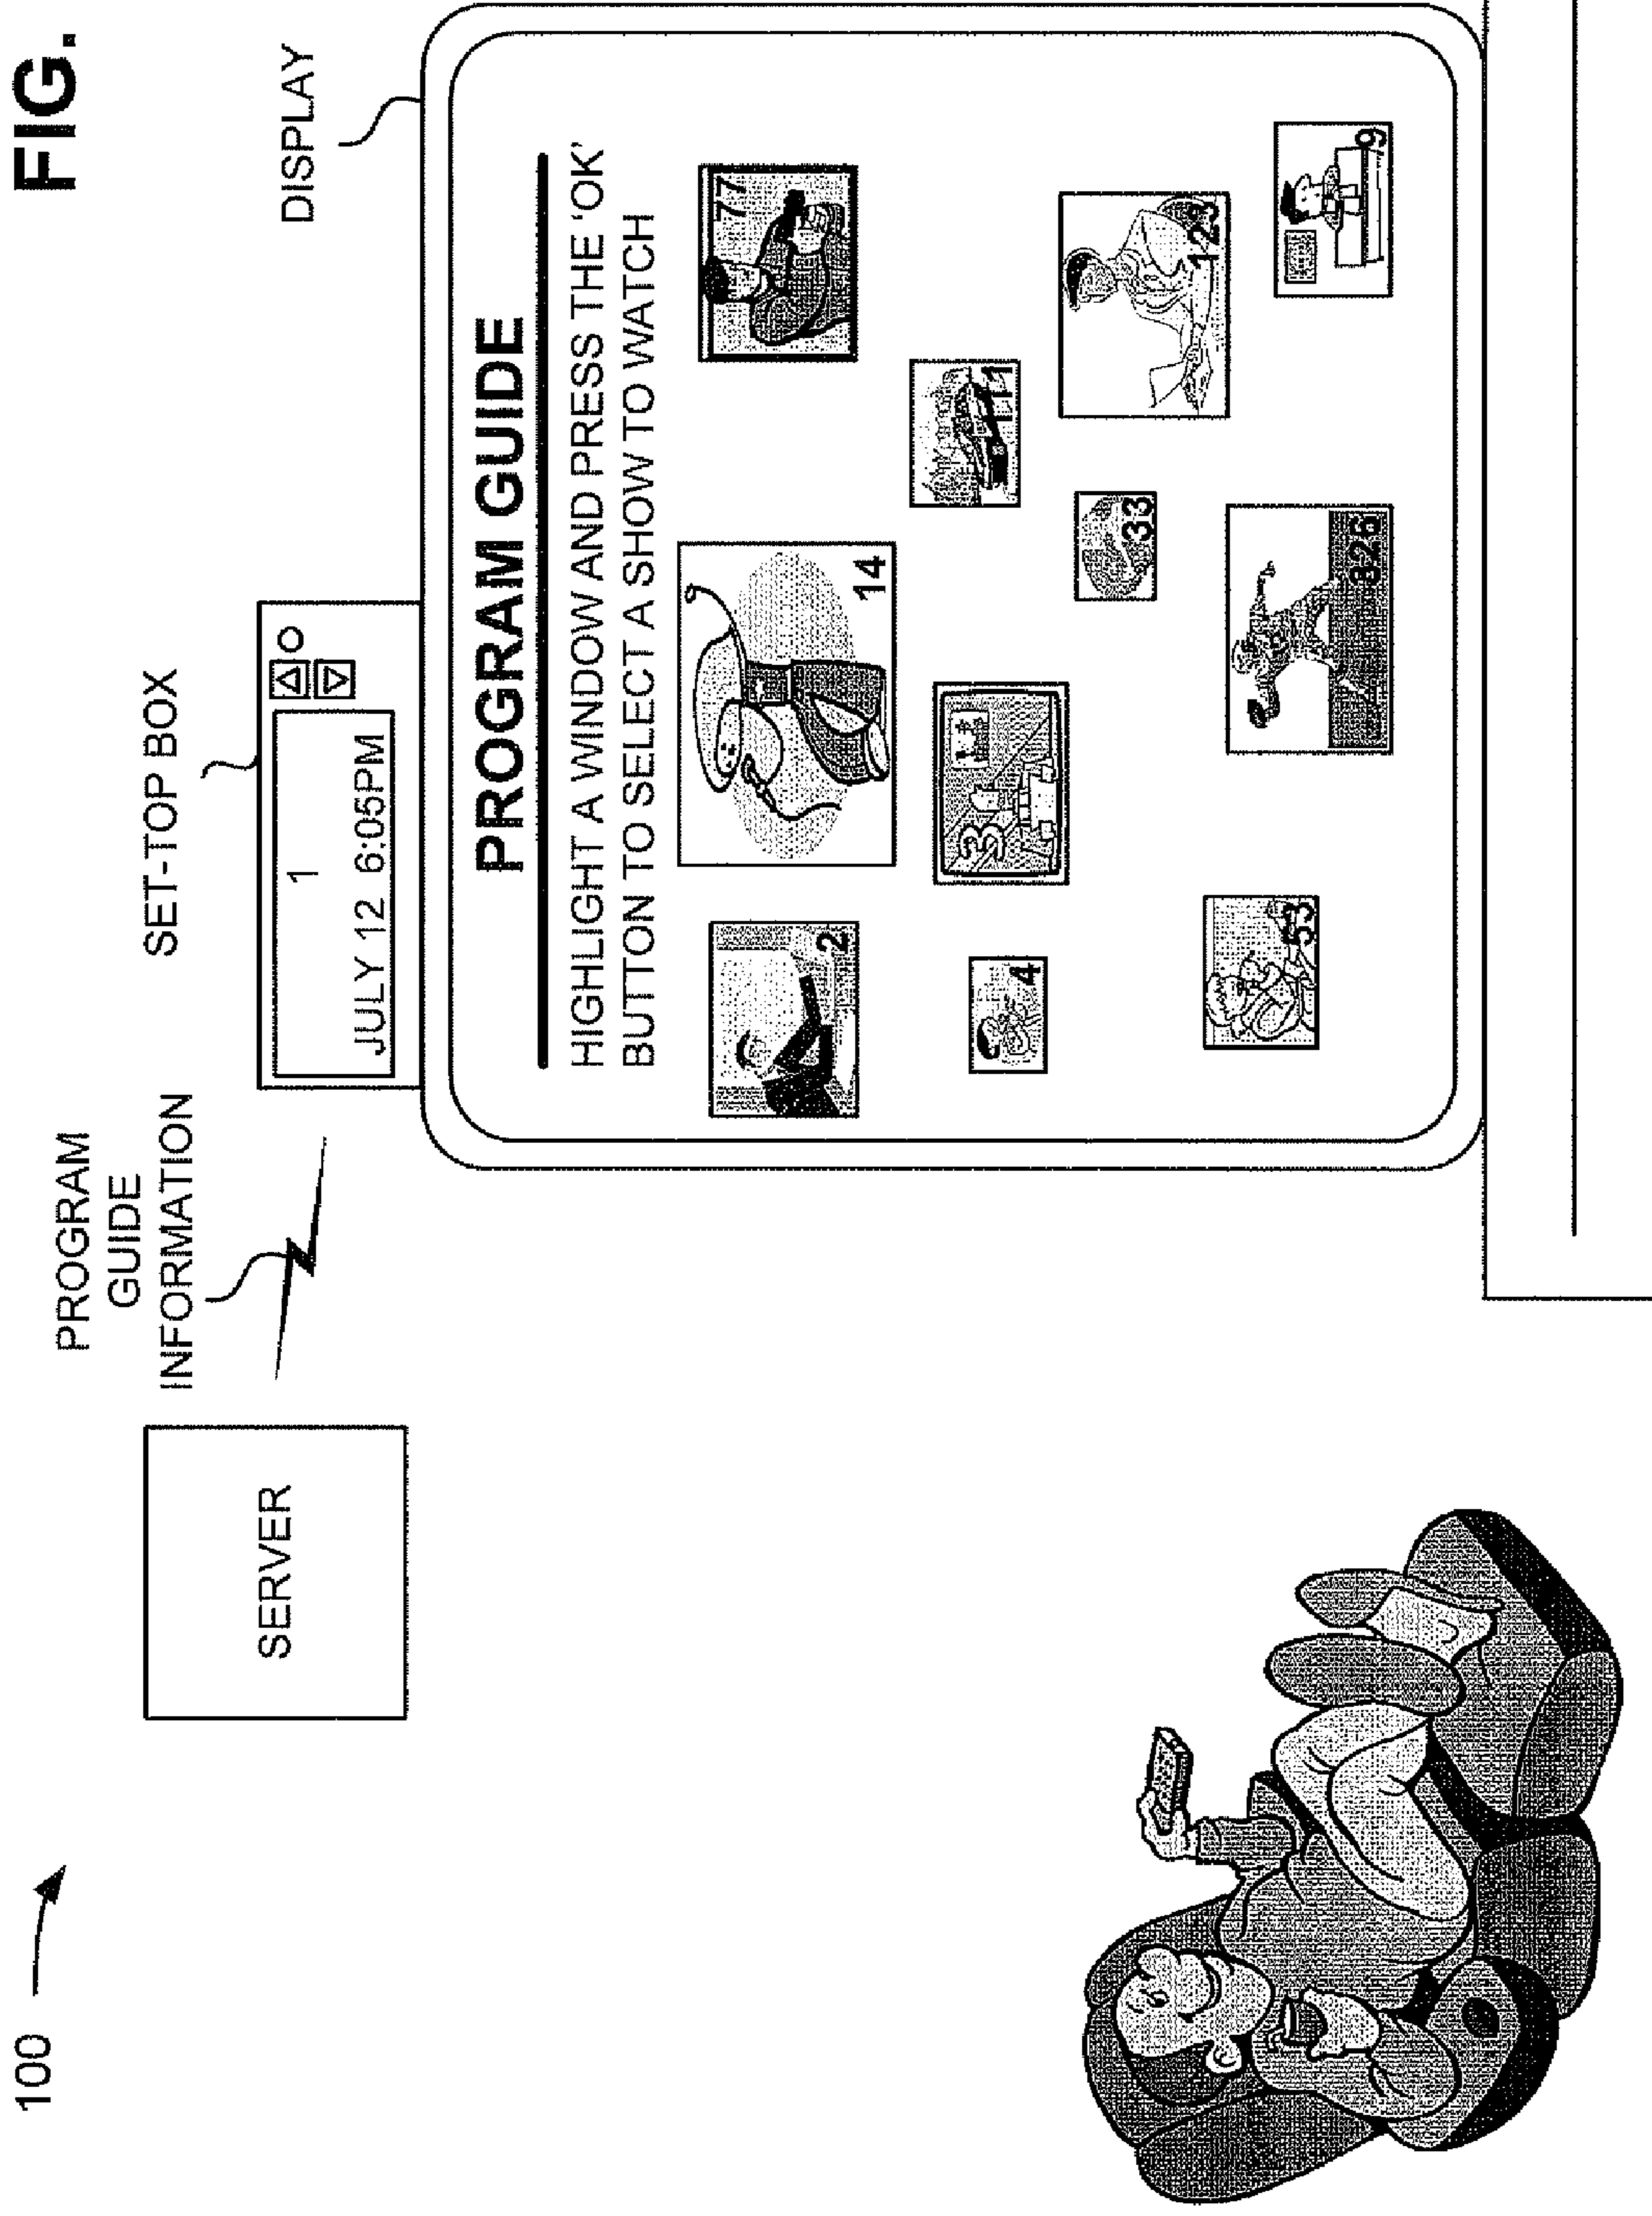 100
FIG.
PROGRAM
GUIDE
INFORMATION
SET-TOP BOX
DISPLAY
SERVER
1
JULY 12 6:05PM
PROGRAM GUIDE
HIGHLIGHT A WINDOW AND PRESS THE 'OK'
BUTTON TO SELECT A SHOW TO WATCH
2
14
77
3
4
111
33
123
53
826
9